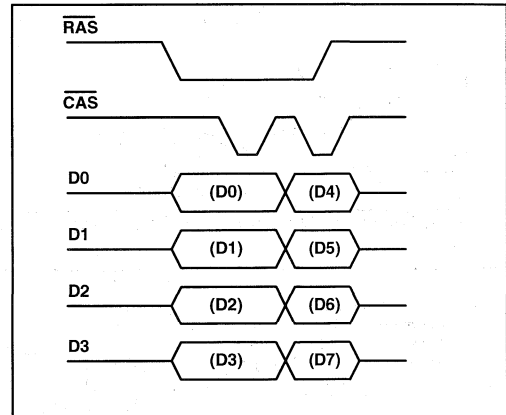 RAS
CAS
D0
(D0) (D4)
D1
(D1) (D5)
D2
(D2) (D6)
D3
(D3) (D7)